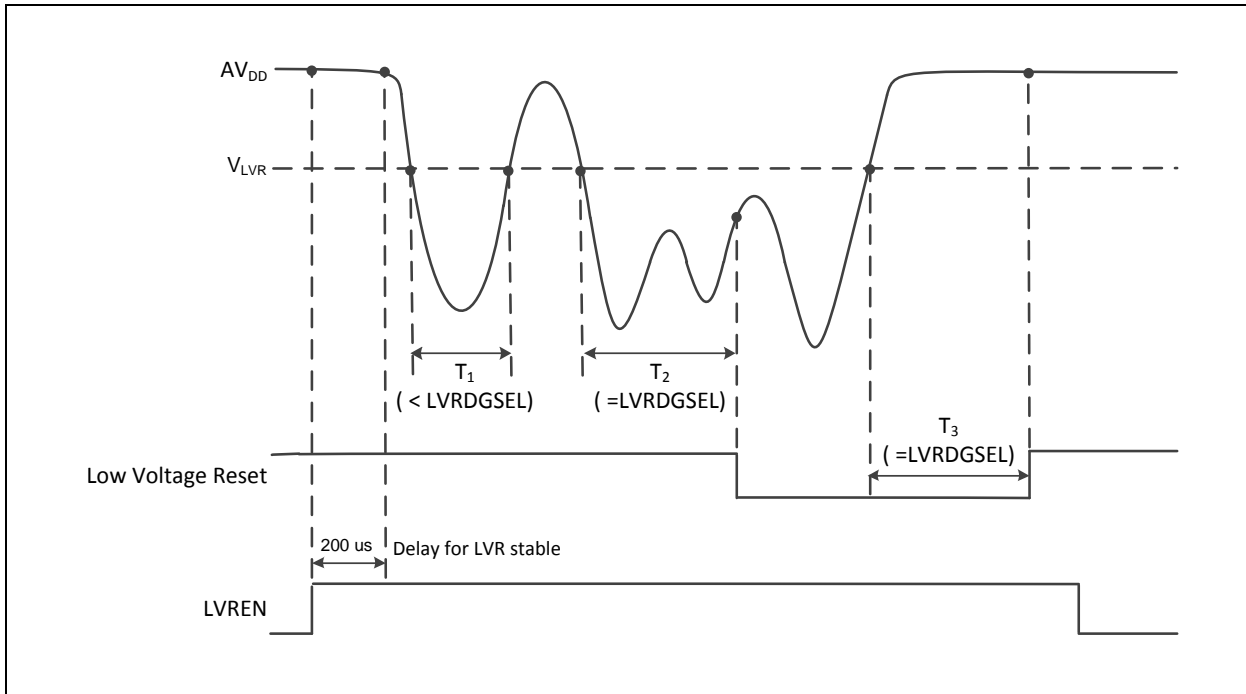 AVDD
VLVR
T1
( < LVRDGSEL)
T2
( =LVRDGSEL)
T3
( =LVRDGSEL)
Low Voltage Reset
200 us
Delay for LVR stable
LVREN